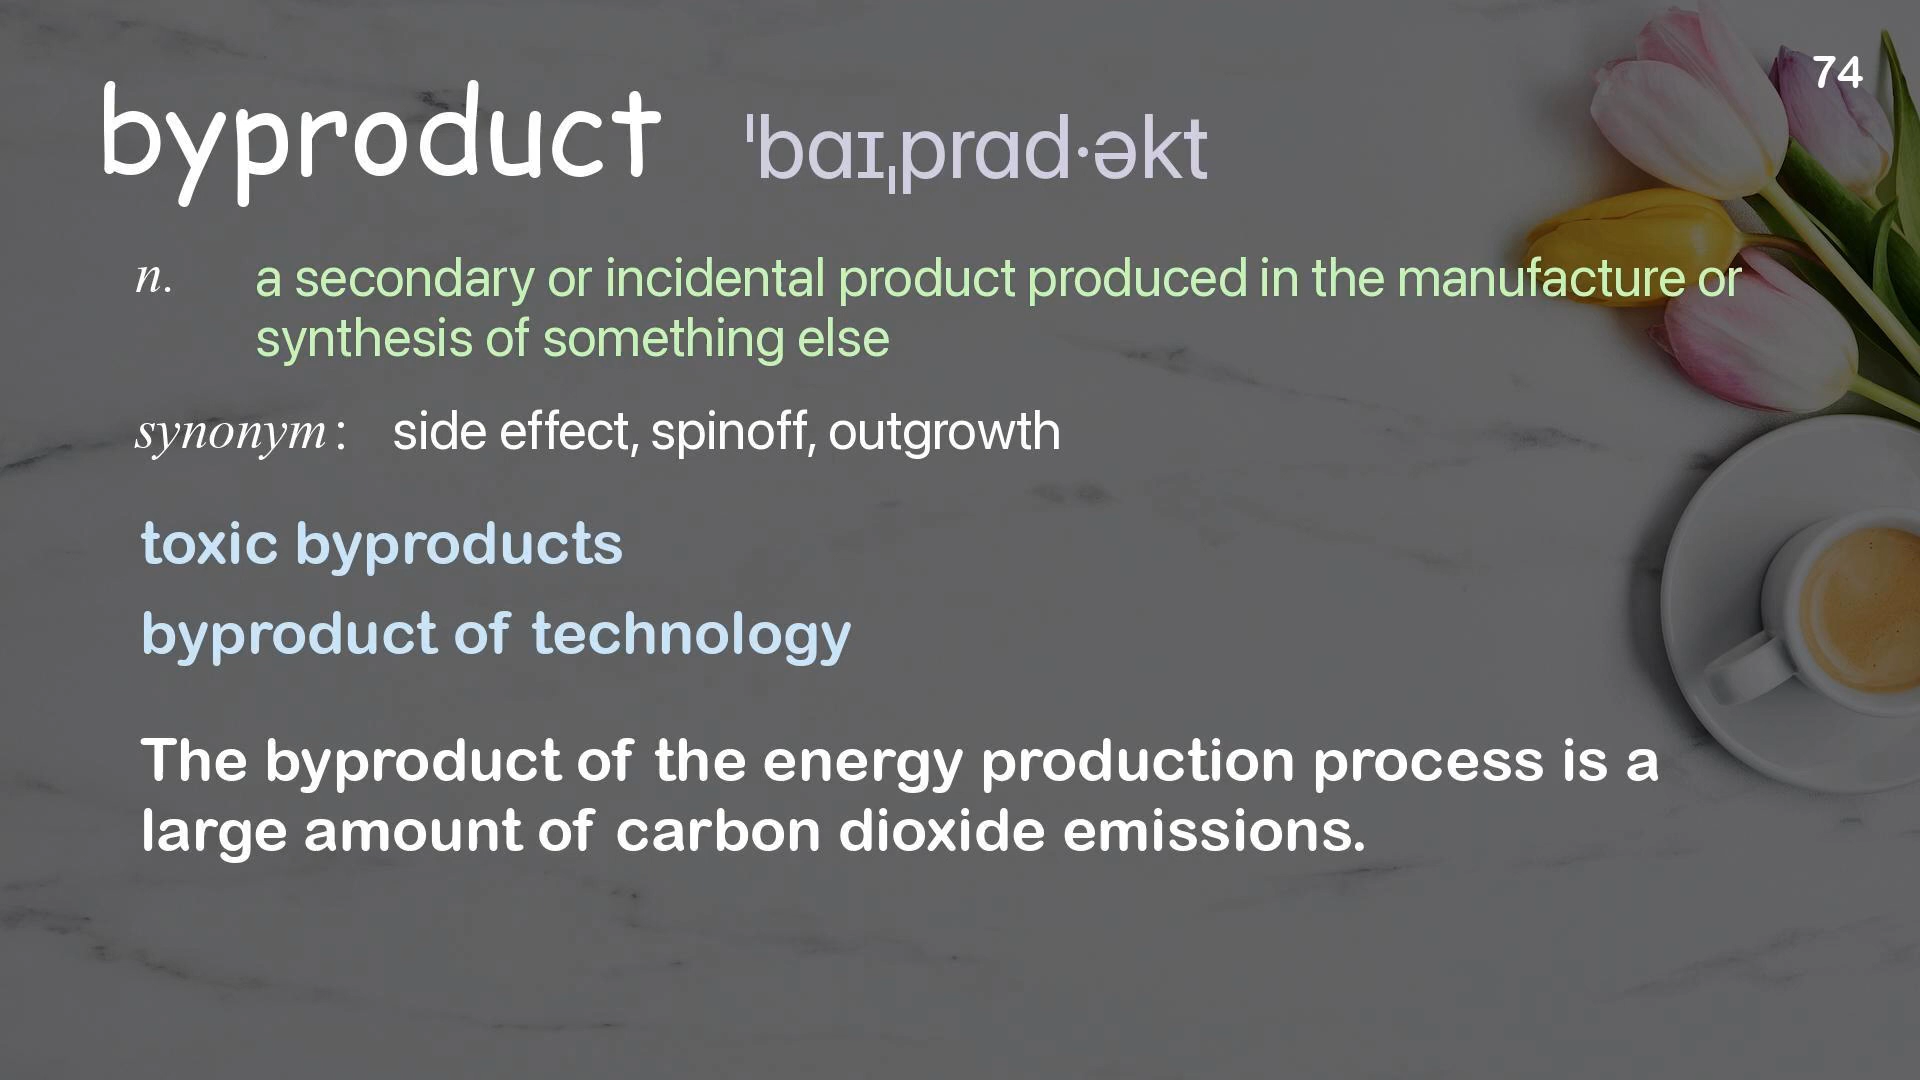 74
byproduct ˈbaɪˌprɑd·əkt
n. a secondary or incidental product produced in the manufacture or
synthesis of something else
synonym: side effect, spinoff, outgrowth
toxic byproducts
byproduct of technology
The byproduct of the energy production process is a
large amount of carbon dioxide emissions.